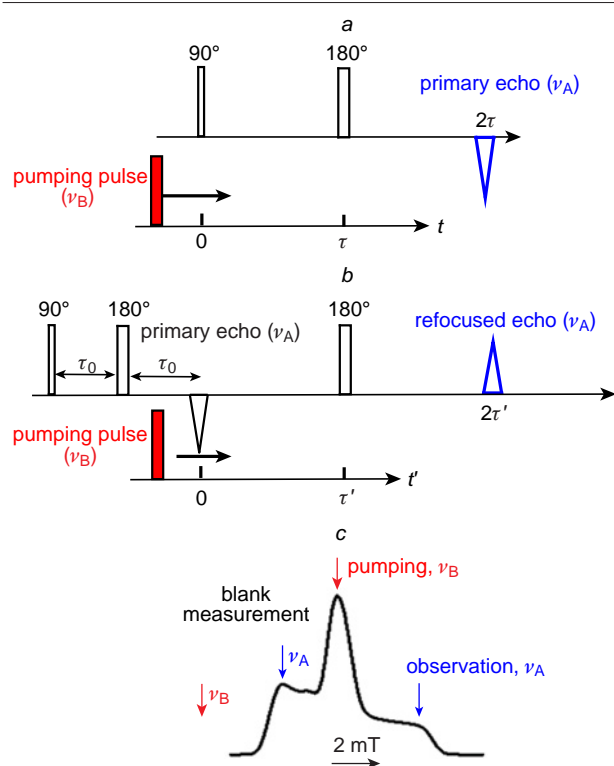 a
90°
180°
primary echo (νA)
2τ
pumping pulse
(νB)
0
τ
t
b
90°
180°
primary echo (νA)
180°
refocused echo (νA)
τ0
τ0
2τ'
pumping pulse
(νB)
0
τ'
t'
c
pumping, νB
blank
measurement
νA
observation, νA
νB
2 mT